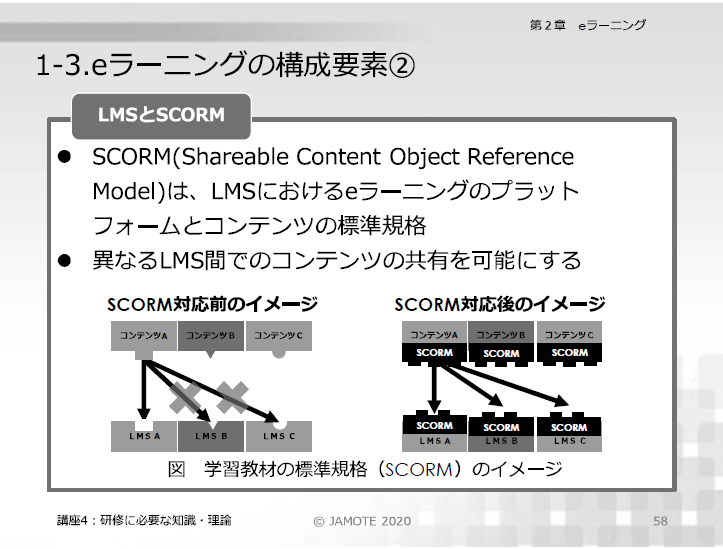 第２章　eラーニング
1-3.eラーニングの構成要素②
LMSとSCORM
● SCORM(Shareable Content Object Reference
Model)は、LMSにおけるeラーニングのプラット
フォームとコンテンツの標準規格
● 異なるLMS間でのコンテンツの共有を可能にする
SCORM対応前のイメージ
コンテンツA コンテンツB コンテンツC
LMS A LMS B LMS C
SCORM対応後のイメージ
コンテンツA コンテンツB コンテンツC
SCORM SCORM SCORM
SCORM SCORM SCORM
LMS A LMS B LMS C
図　学習教材の標準規格（SCORM）のイメージ
講座4：研修に必要な知識・理論
© JAMOTE 2020
58